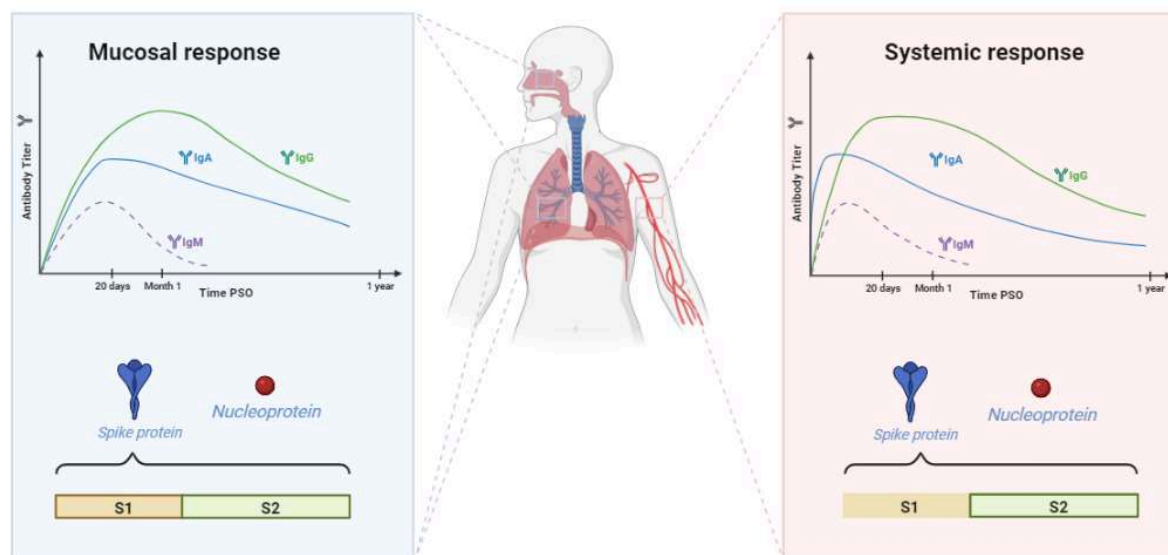 Mucosal response
Antibody Titer
IgA
IgG
IgM
20 days
Month 1
Time PSO
1 year
Spike protein
Nucleoprotein
S1
S2
Systemic response
Antibody Titer
IgA
IgG
IgM
20 days
Month 1
Time PSO
1 year
Spike protein
Nucleoprotein
S1
S2